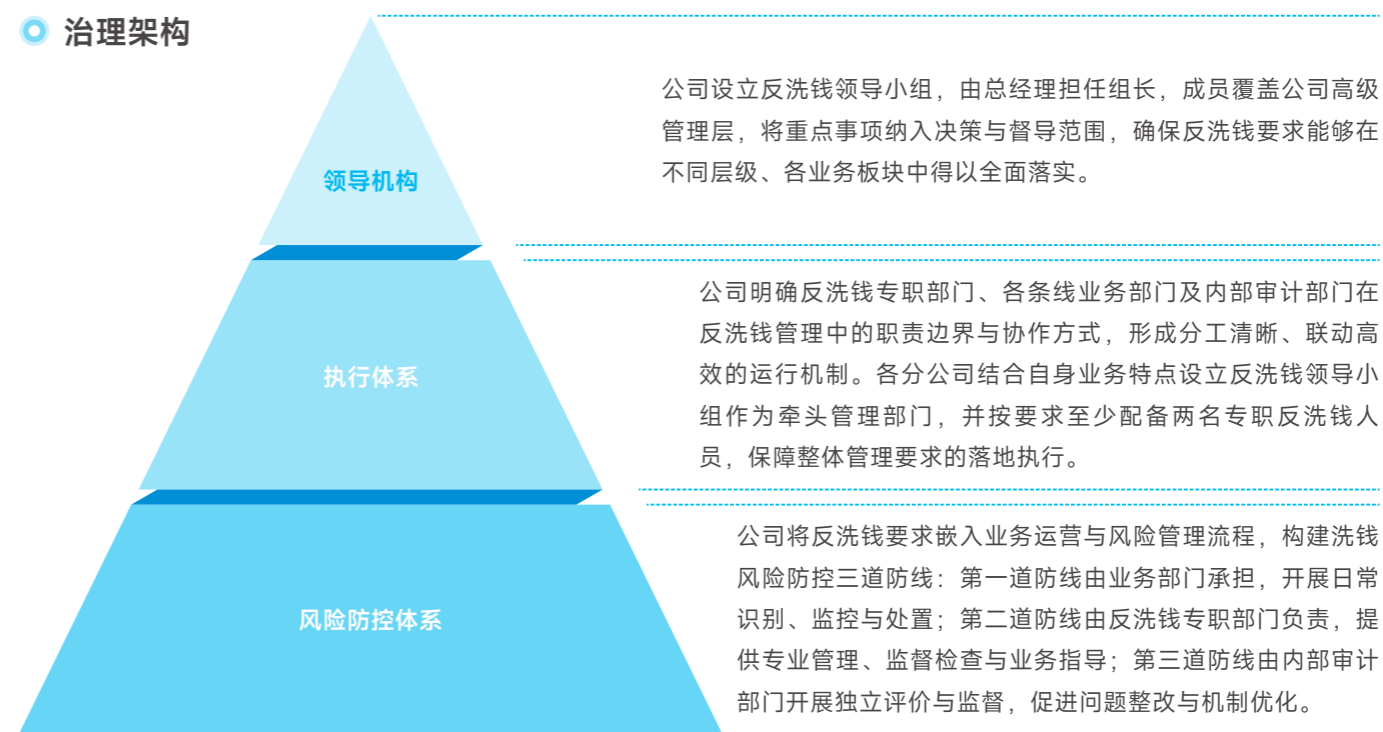 治理架构
公司设立反洗钱领导小组，由总经理担任组长，成员覆盖公司高级
管理层，将重点事项纳入决策与督导范围，确保反洗钱要求能够在
不同层级、各业务板块中得以全面落实。
领导机构
公司明确反洗钱专职部门、各条线业务部门及内部审计部门在
反洗钱管理中的职责边界与协作方式，形成分工清晰、联动高
效的运行机制。各分公司结合自身业务特点设立反洗钱领导小
组作为牵头管理部门，并按要求至少配备两名专职反洗钱人
员，保障整体管理要求的落地执行。
执行体系
公司将反洗钱要求嵌入业务运营与风险管理流程，构建洗钱
风险防控三道防线：第一道防线由业务部门承担，开展日常
识别、监控与处置；第二道防线由反洗钱专职部门负责，提
供专业管理、监督检查与业务指导；第三道防线由内部审计
部门开展独立评价与监督，促进问题整改与机制优化。
风险防控体系